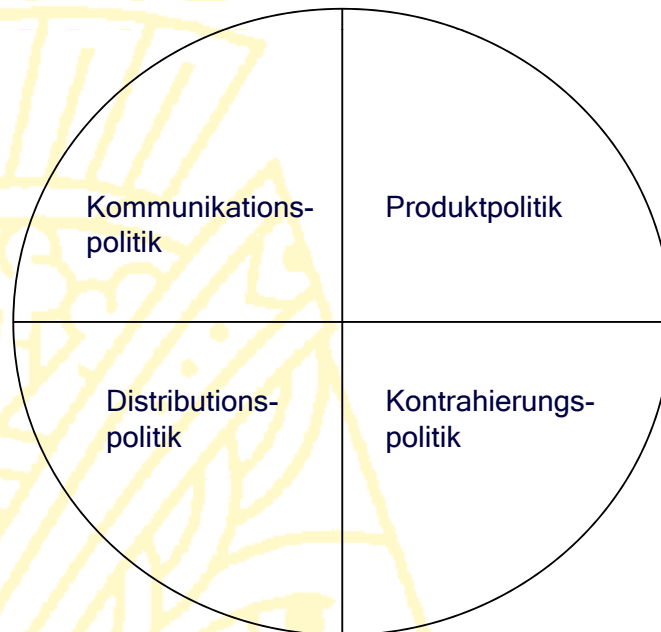 Kommunikations-
politik
Produktpolitik
Distributions-
politik
Kontrahierungs-
politik